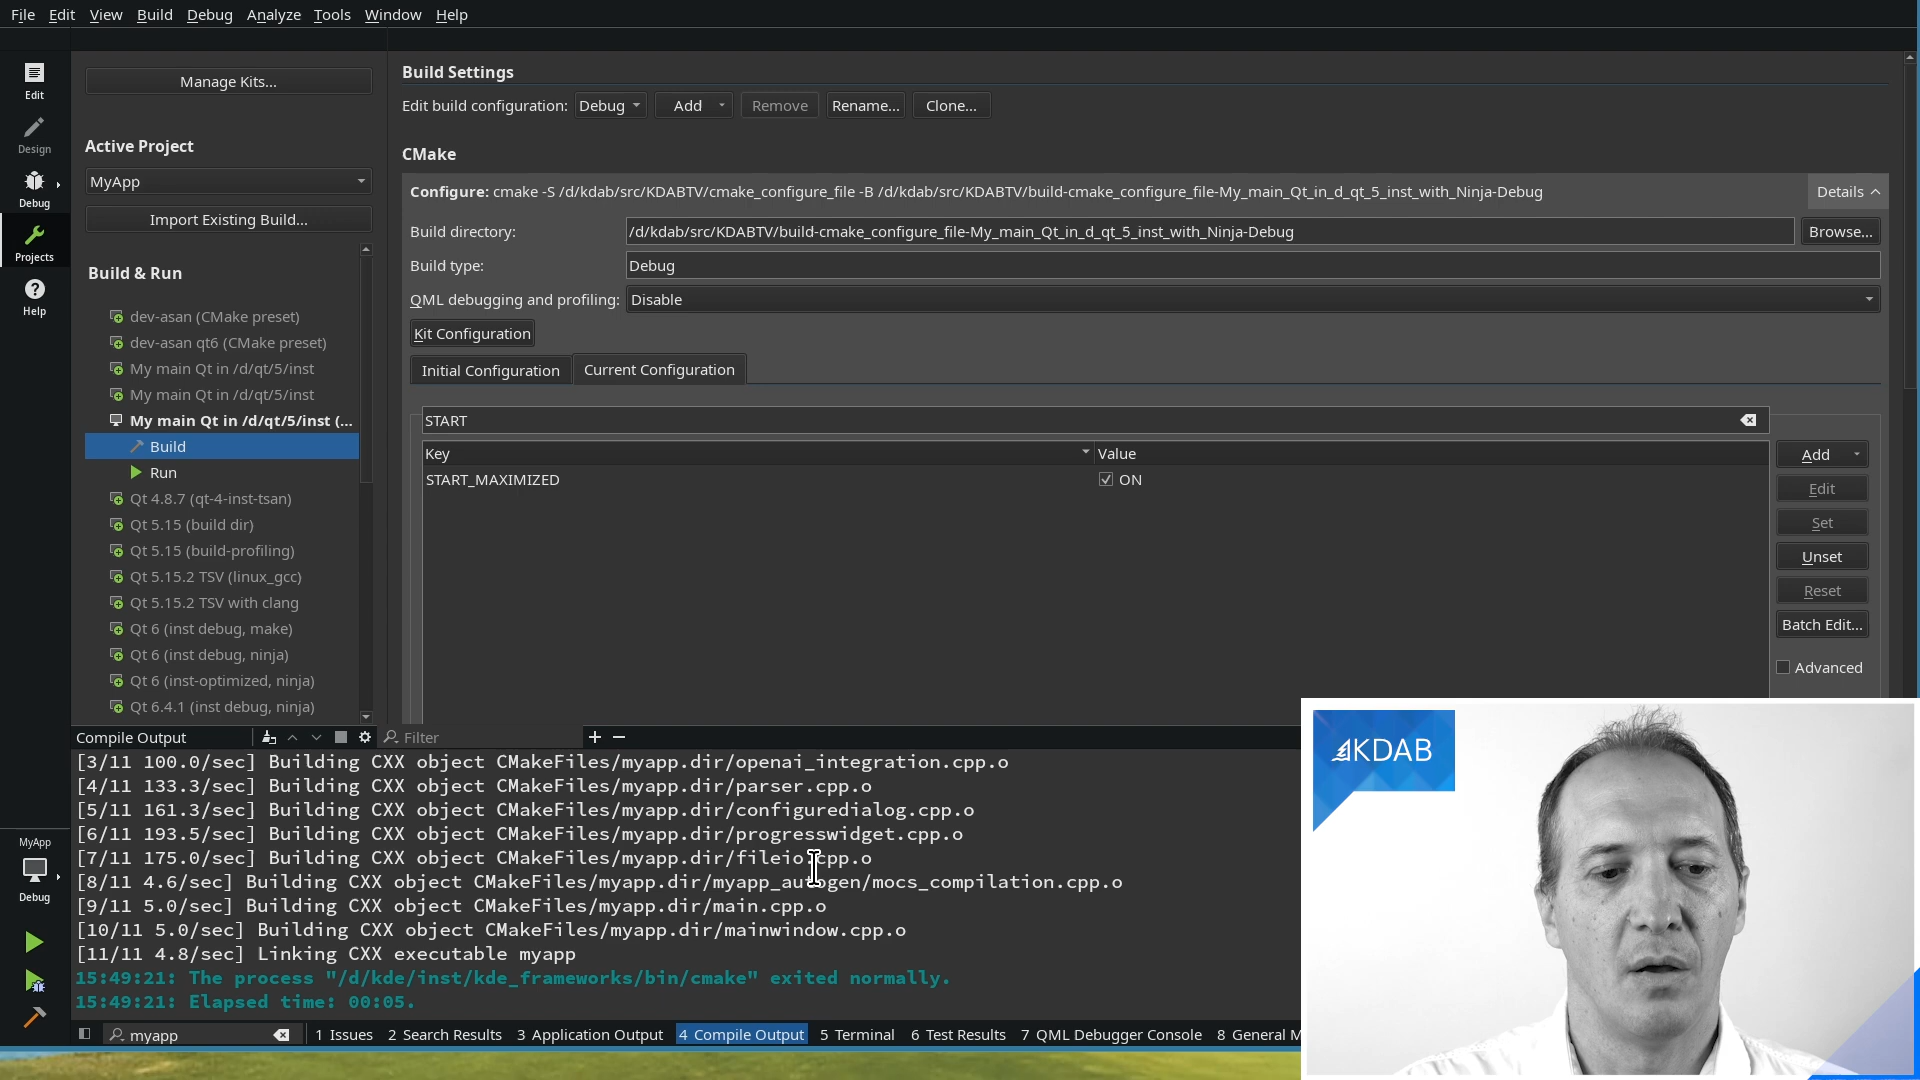 File Edit View Build Debug Analyze Tools Window Help
Edit
Design
Debug
Projects
Help
MyApp
Debug
Manage Kits...
Active Project
MyApp
Import Existing Build...
Build & Run
dev-asan (CMake preset)
dev-asan qt6 (CMake preset)
My main Qt in /d/qt/5/inst
My main Qt in /d/qt/5/inst
My main Qt in /d/qt/5/inst (...
Build
Run
Qt 4.8.7 (qt-4-inst-tsan)
Qt 5.15 (build dir)
Qt 5.15 (build-profiling)
Qt 5.15.2 TSV (linux_gcc)
Qt 5.15.2 TSV with clang
Qt 6 (inst debug, make)
Qt 6 (inst debug, ninja)
Qt 6 (inst-optimized, ninja)
Qt 6.4.1 (inst debug, ninja)
Build Settings
Edit build configuration: Debug Add Remove Rename... Clone...
CMake
Configure: cmake -S /d/kdab/src/KDABTV/cmake_configure_file -B /d/kdab/src/KDABTV/build-cmake_configure_file-My_main_Qt_in_d_qt_5_inst_with_Ninja-Debug Details
Build directory: /d/kdab/src/KDABTV/build-cmake_configure_file-My_main_Qt_in_d_qt_5_inst_with_Ninja-Debug Browse...
Build type: Debug
QML debugging and profiling: Disable
Kit Configuration
Initial Configuration Current Configuration
START
Key Value
START_MAXIMIZED ON
Add
Edit
Set
Unset
Reset
Batch Edit...
Advanced
Compile Output Filter
[3/11 100.0/sec] Building CXX object CMakeFiles/myapp.dir/openai_integration.cpp.o
[4/11 133.3/sec] Building CXX object CMakeFiles/myapp.dir/parser.cpp.o
[5/11 161.3/sec] Building CXX object CMakeFiles/myapp.dir/configuredialog.cpp.o
[6/11 193.5/sec] Building CXX object CMakeFiles/myapp.dir/progresswidget.cpp.o
[7/11 175.0/sec] Building CXX object CMakeFiles/myapp.dir/fileio.cpp.o
[8/11 4.6/sec] Building CXX object CMakeFiles/myapp.dir/myapp_autogen/mocs_compilation.cpp.o
[9/11 5.0/sec] Building CXX object CMakeFiles/myapp.dir/main.cpp.o
[10/11 5.0/sec] Building CXX object CMakeFiles/myapp.dir/mainwindow.cpp.o
[11/11 4.8/sec] Linking CXX executable myapp
15:49:21: The process "/d/kde/inst/kde_frameworks/bin/cmake" exited normally.
15:49:21: Elapsed time: 00:05.
myapp 1 Issues 2 Search Results 3 Application Output 4 Compile Output 5 Terminal 6 Test Results 7 QML Debugger Console 8 General M
KDAB